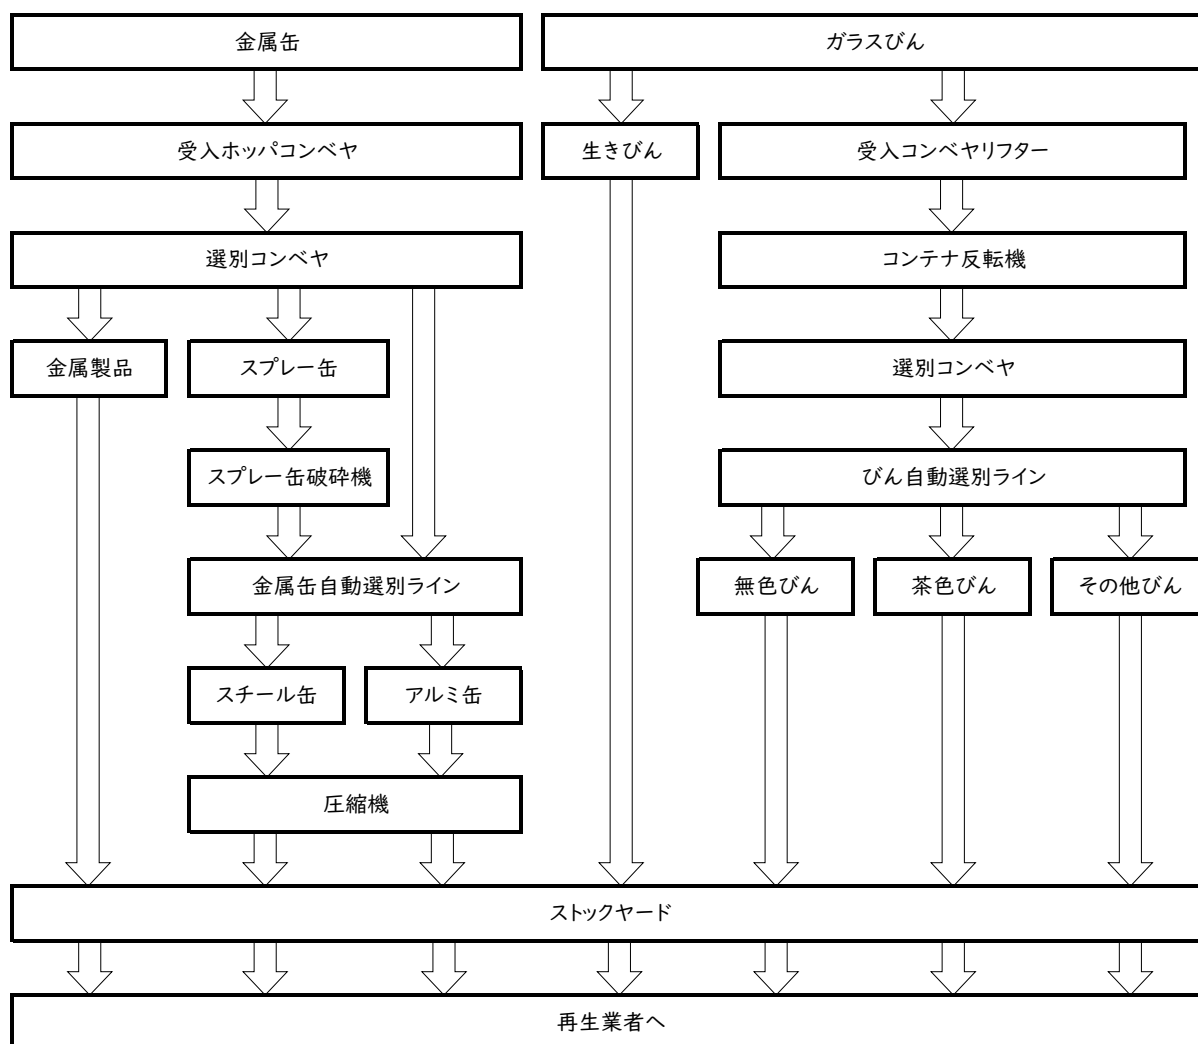 金属缶
ガラスびん
受入ホッパコンベヤ
生きびん
受入コンベヤリフター
選別コンベヤ
コンテナ反転機
金属製品
スプレー缶
選別コンベヤ
スプレー缶破砕機
びん自動選別ライン
金属缶自動選別ライン
無色びん
茶色びん
その他びん
スチール缶
アルミ缶
圧縮機
ストックヤード
再生業者へ